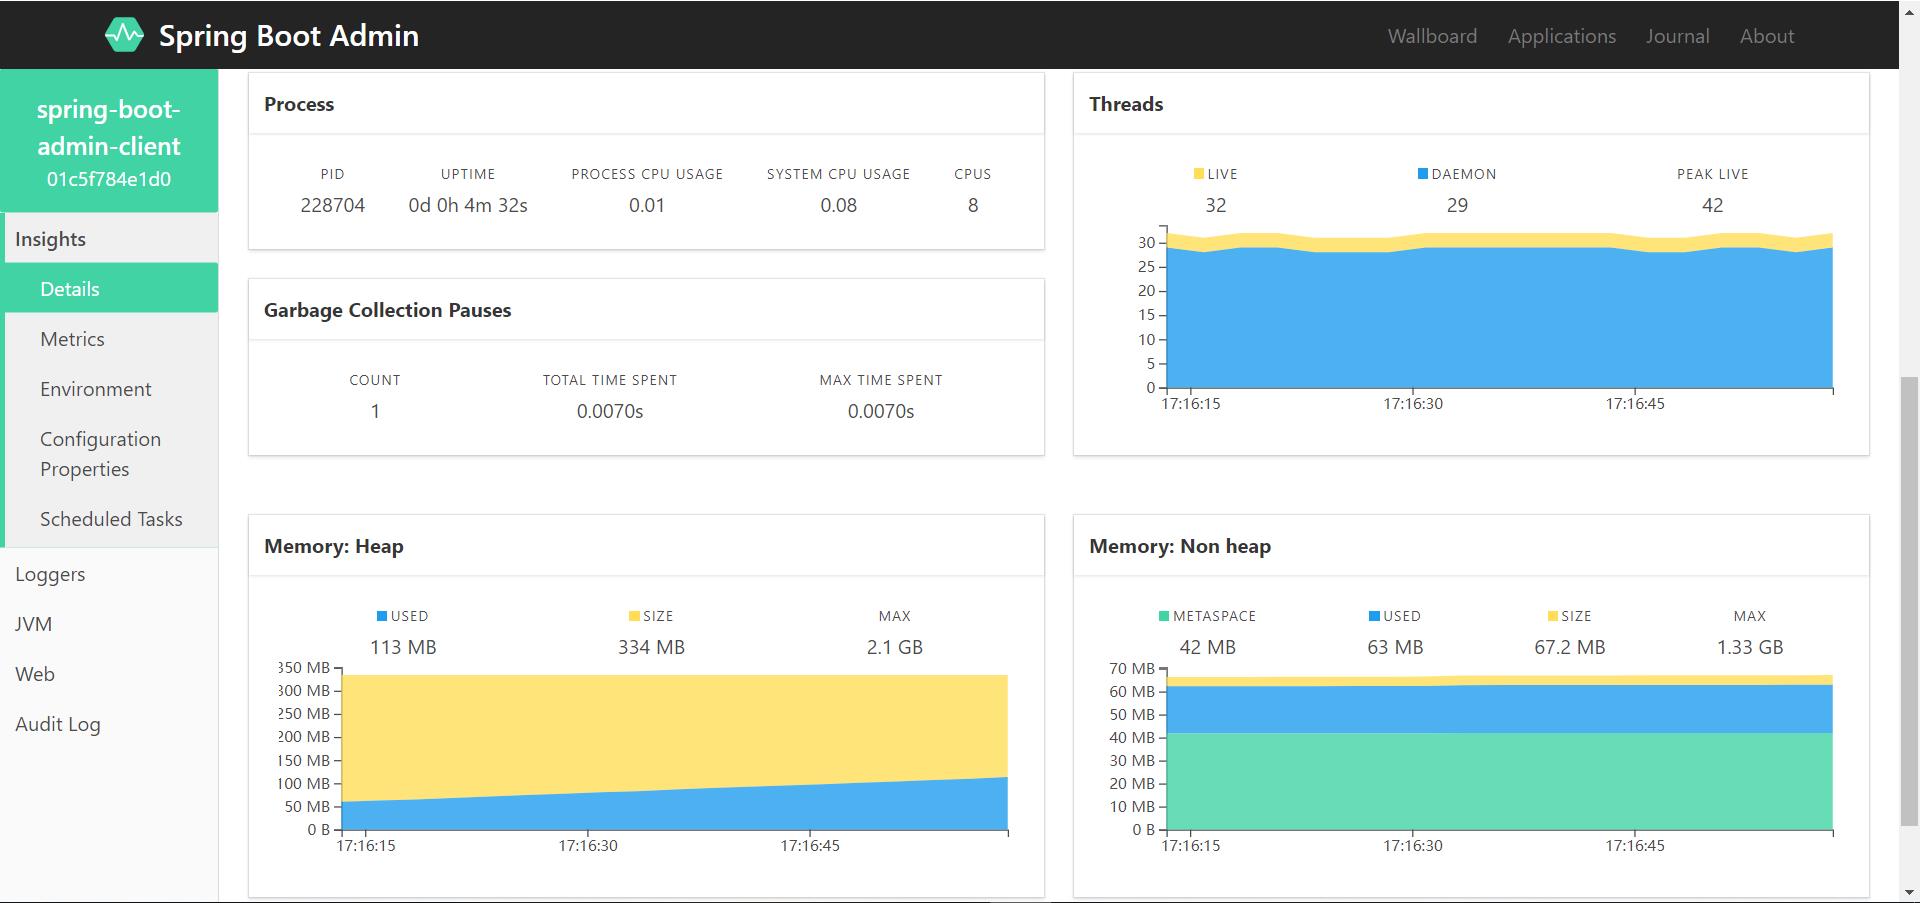 Spring Boot Admin
Wallboard Applications Journal About
spring-boot-
admin-client
01c5f784e1d0
Insights
Details
Metrics
Environment
Configuration
Properties
Scheduled Tasks
Loggers
JVM
Web
Audit Log
Process
PID UPTIME PROCESS CPU USAGE SYSTEM CPU USAGE CPUS
228704 0d 0h 4m 32s 0.01 0.08 8
Garbage Collection Pauses
COUNT TOTAL TIME SPENT MAX TIME SPENT
1 0.0070s 0.0070s
Threads
LIVE DAEMON PEAK LIVE
32 29 42
30
25
20
15
10
5
0
17:16:15 17:16:30 17:16:45
Memory: Heap
USED SIZE MAX
113 MB 334 MB 2.1 GB
350 MB
300 MB
250 MB
200 MB
150 MB
100 MB
50 MB
0 B
17:16:15 17:16:30 17:16:45
Memory: Non heap
METASPACE USED SIZE MAX
42 MB 63 MB 67.2 MB 1.33 GB
70 MB
60 MB
50 MB
40 MB
30 MB
20 MB
10 MB
0 B
17:16:15 17:16:30 17:16:45